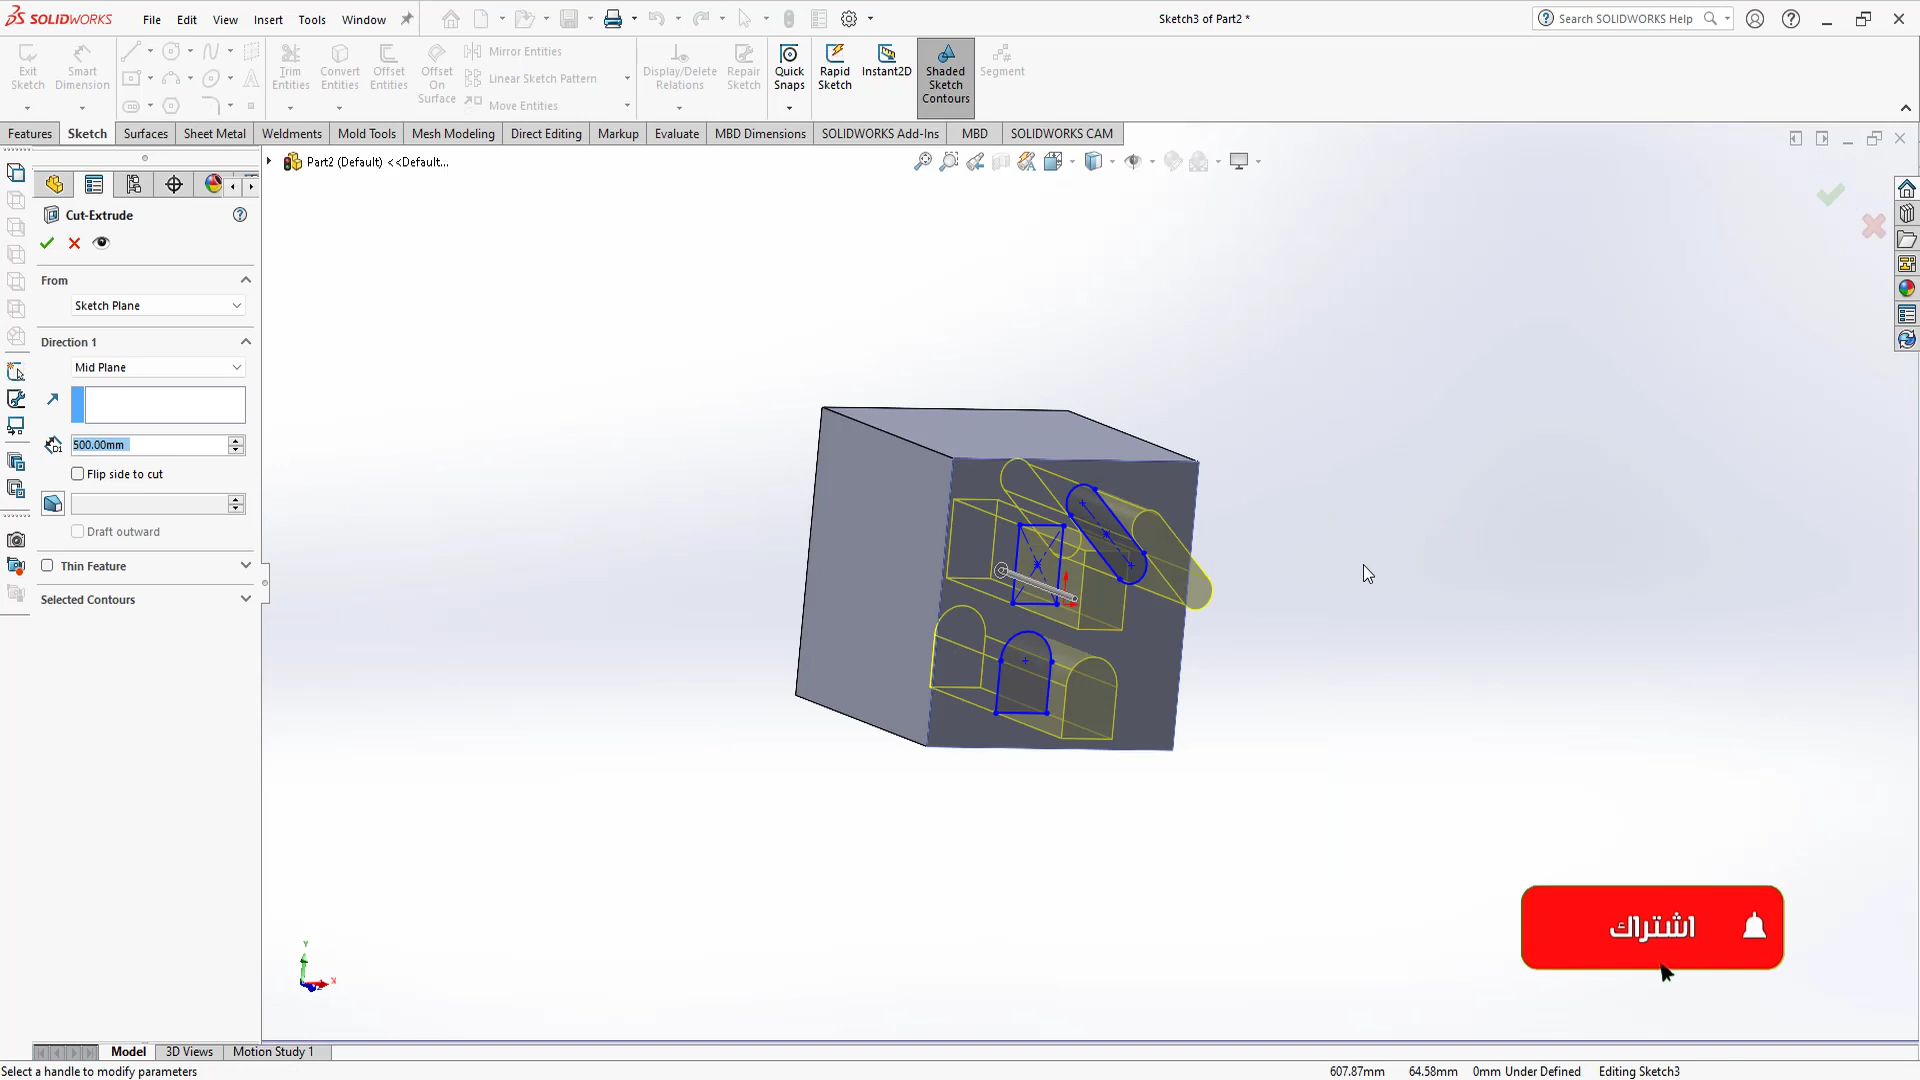 SOLIDWORKS
File
Edit
View
Insert
Tools
Window
Sketch3 of Part2 *
Search SOLIDWORKS Help
Exit
Sketch
Smart
Dimension
Trim
Entities
Convert
Entities
Offset
Entities
Offset
On
Surface
Mirror Entities
Linear Sketch Pattern
Move Entities
Display/Delete
Relations
Repair
Sketch
Quick
Snaps
Rapid
Sketch
Instant2D
Shaded
Sketch
Contours
Segment
Features
Sketch
Surfaces
Sheet Metal
Weldments
Mold Tools
Mesh Modeling
Direct Editing
Markup
Evaluate
MBD Dimensions
SOLIDWORKS Add-Ins
MBD
SOLIDWORKS CAM
Part2 (Default) <<Default...
Cut-Extrude
From
Sketch Plane
Direction 1
Mid Plane
D1
500.00mm
Flip side to cut
Draft outward
Thin Feature
Selected Contours
اشتراك
Y
X
Z
Model
3D Views
Motion Study 1
Select a handle to modify parameters
607.87mm
64.58mm
0mm Under Defined
Editing Sketch3